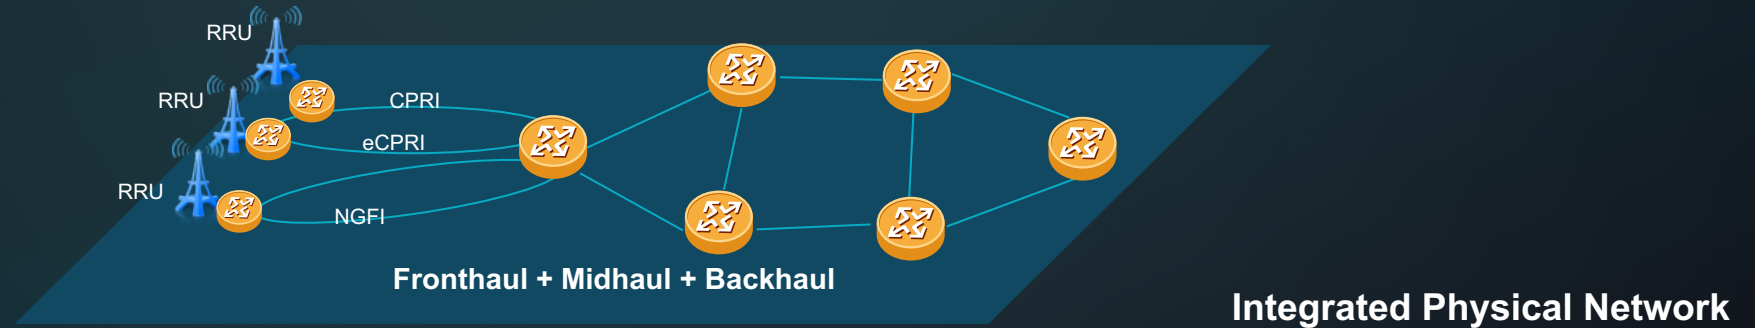 RRU
RRU
CPRI
eCPRI
RRU
NGFI
Fronthaul + Midhaul + Backhaul
Integrated Physical Network